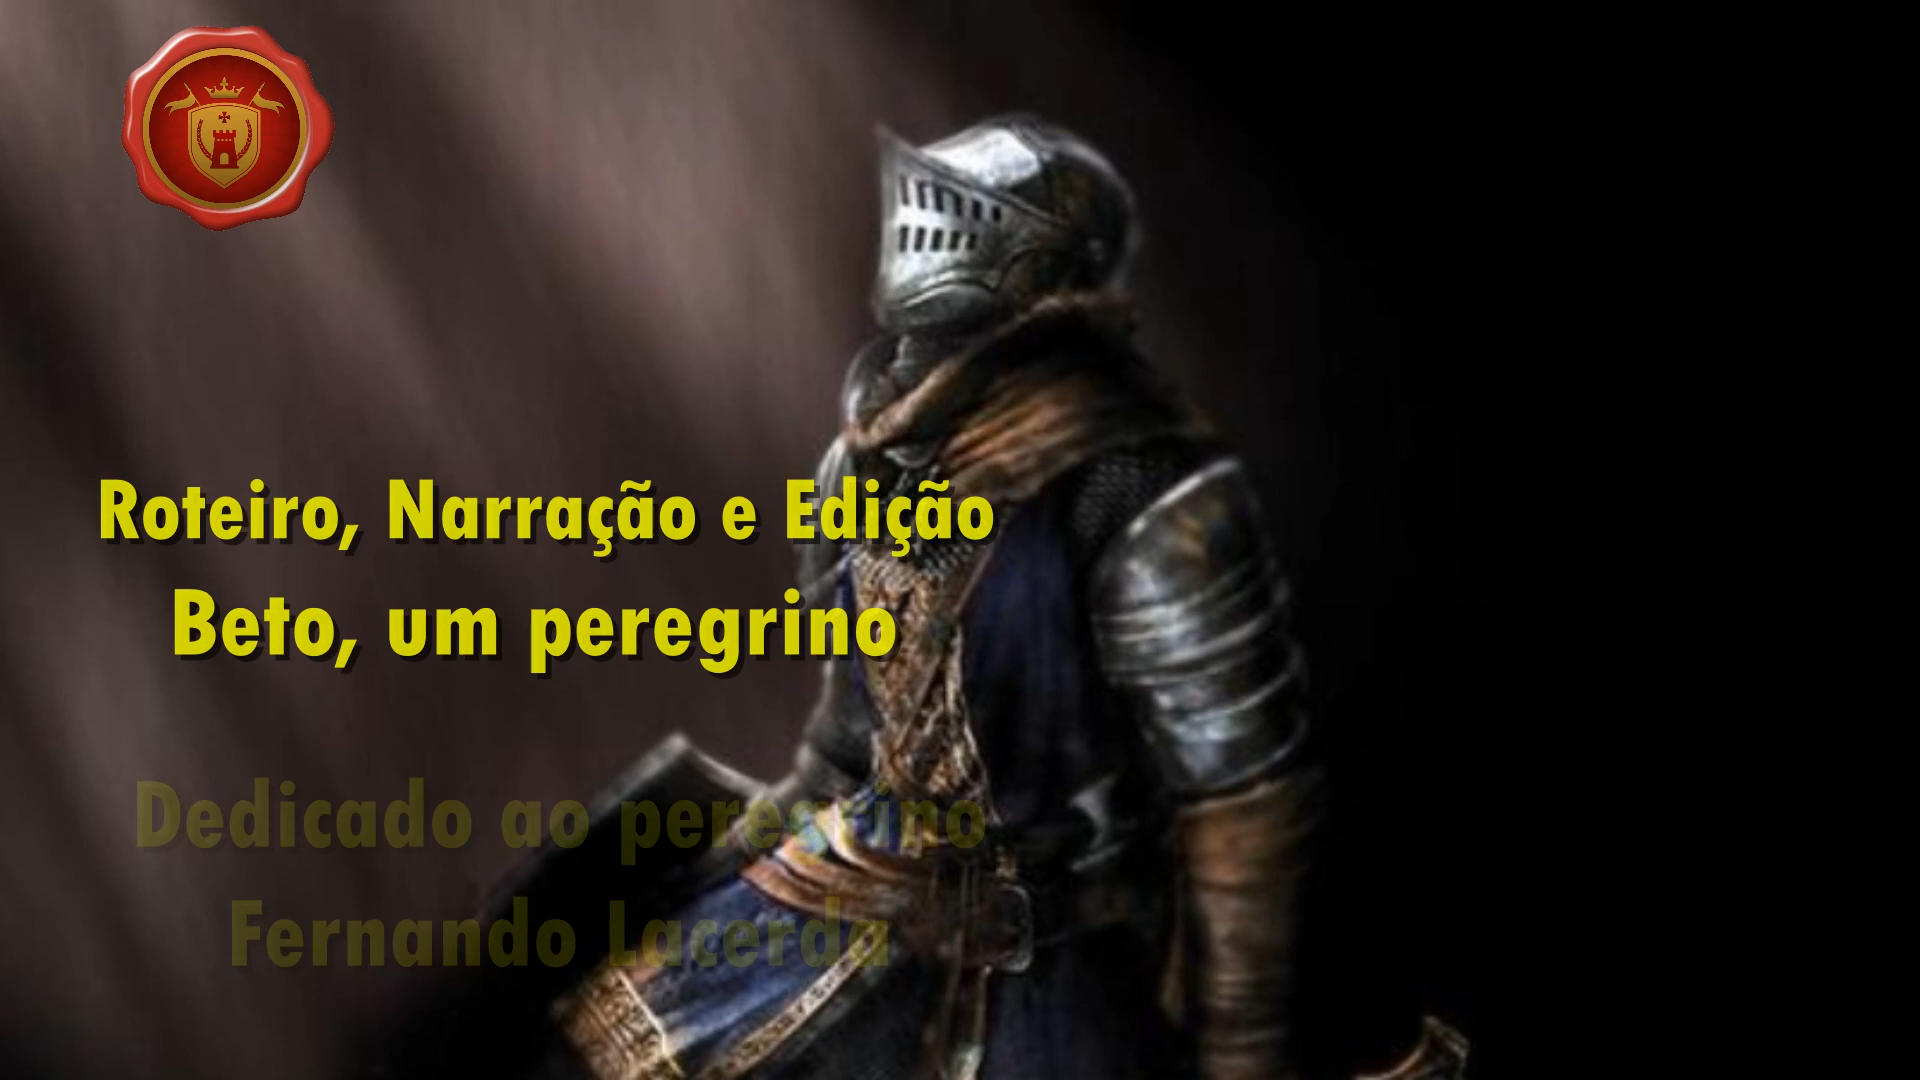 Roteiro, Narração e Edição
Beto, um peregrino
Dedicado ao peregrino
Fernando Lacerda